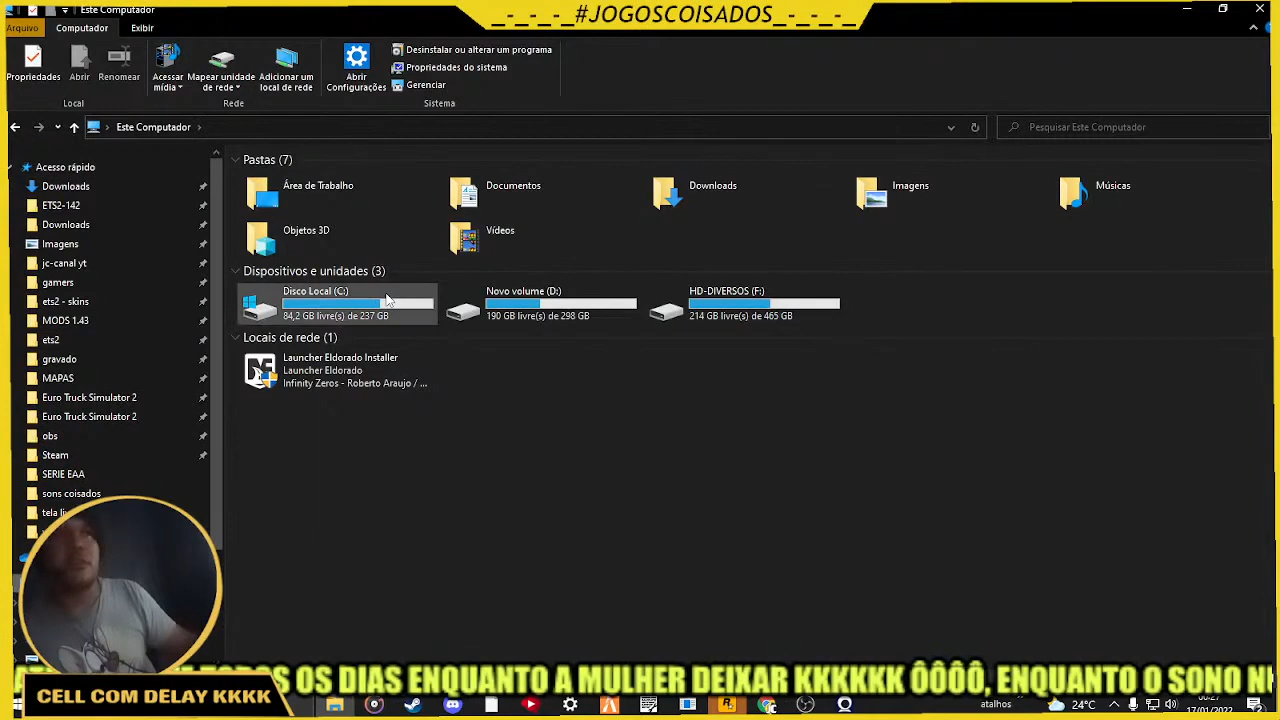 Este Computador
_-_-_-_#JOGOSCOISADOS_-_-_-_
Arquivo
Computador
Exibir
Propriedades
Abrir
Renomear
Acessar mídia
Mapear unidade de rede
Adicionar um local de rede
Abrir Configurações
Desinstalar ou alterar um programa
Propriedades do sistema
Gerenciar
Local
Rede
Sistema
Este Computador
Pesquisar Este Computador
Acesso rápido
Downloads
ETS2-142
Downloads
Imagens
jc-canal yt
gamers
ets2 - skins
MODS 1.43
ets2
gravado
MAPAS
Euro Truck Simulator 2
Euro Truck Simulator 2
obs
Steam
SERIE EAA
sons coisados
Pastas (7)
Área de Trabalho
Documentos
Downloads
Imagens
Músicas
Objetos 3D
Vídeos
Dispositivos e unidades (3)
Disco Local (C:)
84,2 GB livre(s) de 237 GB
Novo volume (D:)
190 GB livre(s) de 298 GB
HD-DIVERSOS (F:)
214 GB livre(s) de 465 GB
Locais de rede (1)
Launcher Eldorado Installer
Launcher Eldorado
Infinity Zeros - Roberto Araujo / ...
TODOS OS DIAS ENQUANTO A MULHER DEIXAR KKKKKK ÔÔÔÔ, ENQUANTO O SONO
CELL COM DELAY KKKK
atalhos
24°C
17/01/2022